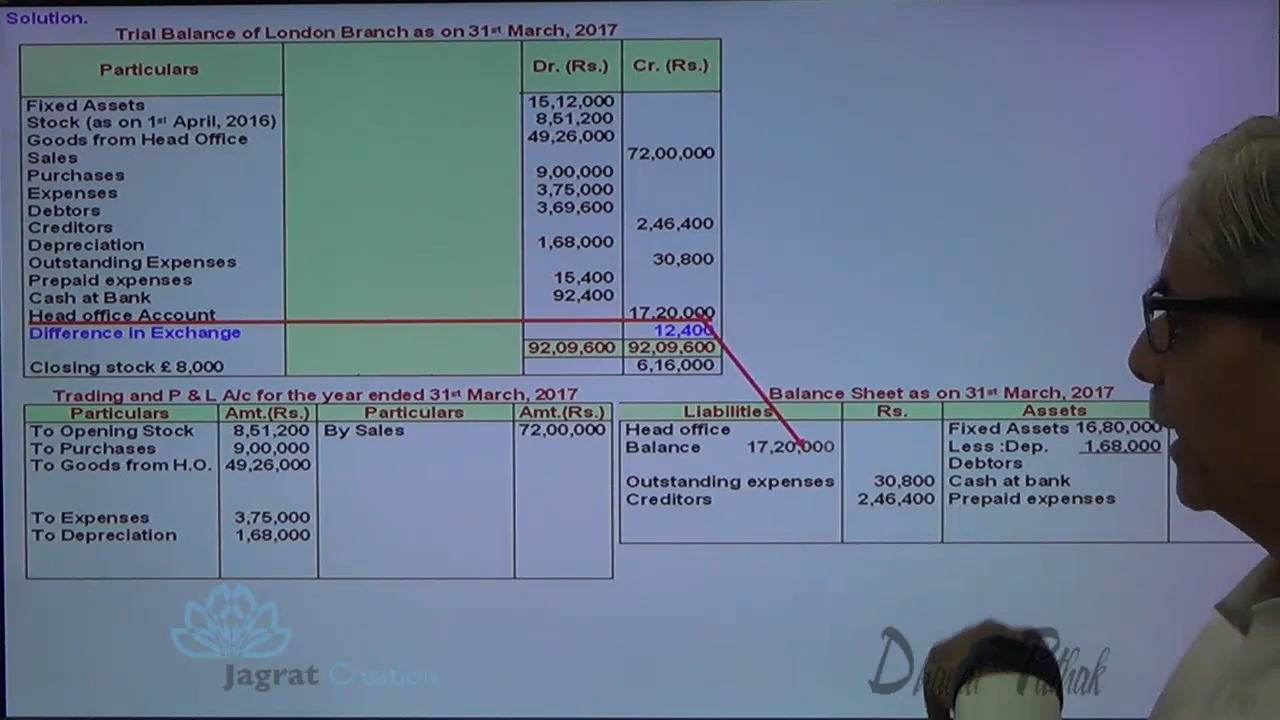 Solution.
Trial Balance of London Branch as on 31st March, 2017
Particulars Dr. (Rs.) Cr. (Rs.)
Fixed Assets 15,12,000
Stock (as on 1st April, 2016) 8,51,200
Goods from Head Office 49,26,000
Sales 72,00,000
Purchases 9,00,000
Expenses 3,75,000
Debtors 3,69,600
Creditors 2,46,400
Depreciation 1,68,000
Outstanding Expenses 30,800
Prepaid expenses 15,400
Cash at Bank 92,400
Head office Account 17,20,000
Difference in Exchange 12,400
92,09,600 92,09,600
Closing stock £ 8,000 6,16,000
Trading and P & L A/c for the year ended 31st March, 2017
Particulars Amt.(Rs.) Particulars Amt.(Rs.)
To Opening Stock 8,51,200 By Sales 72,00,000
To Purchases 9,00,000
To Goods from H.O. 49,26,000
To Expenses 3,75,000
To Depreciation 1,68,000
Balance Sheet as on 31st March, 2017
Liabilities Rs. Assets
Head office Fixed Assets 16,80,000
Balance 17,20,000 Less :Dep. 1,68,000
Debtors
Outstanding expenses 30,800 Cash at bank
Creditors 2,46,400 Prepaid expenses
Jagrat Creation